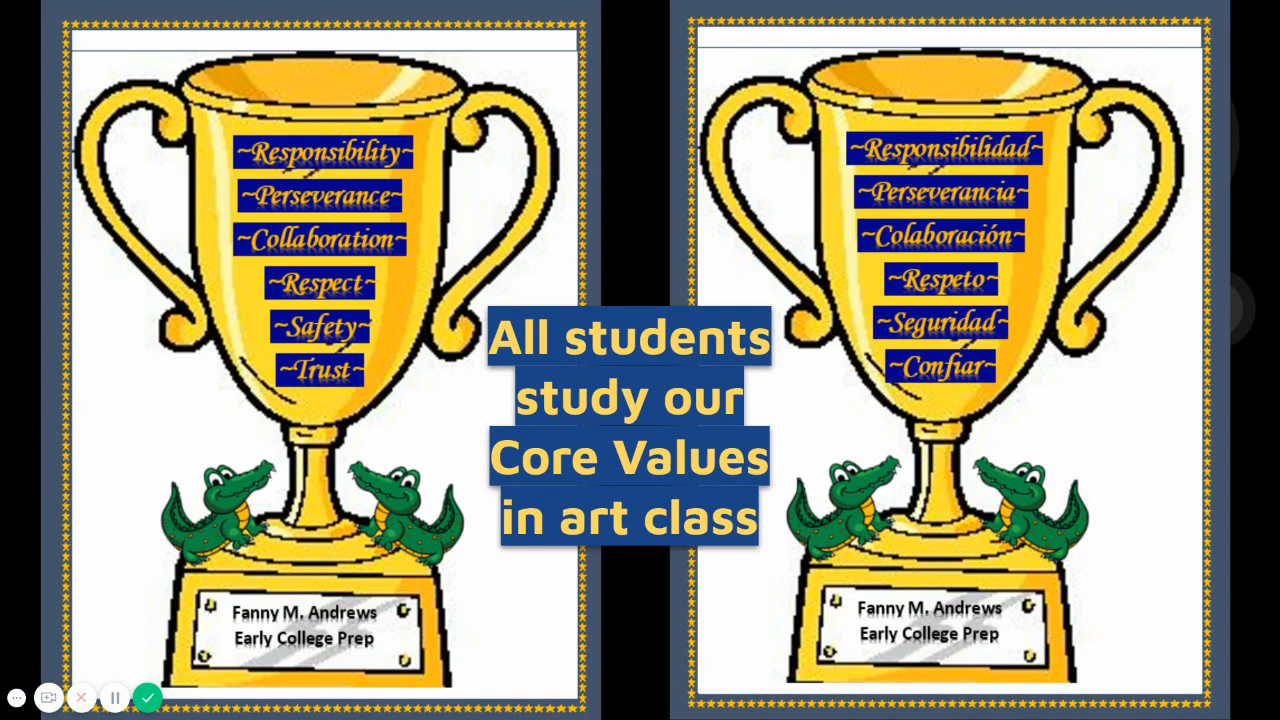 ~Responsibility~
~Perseverance~
~Collaboration~
~Respect~
~Safety~
~Trust~
Fanny M. Andrews
Early College Prep
All students
study our
Core Values
in art class
~Responsibilidad~
~Perseverancia~
~Colaboración~
~Respeto~
~Seguridad~
~Confiar~
Fanny M. Andrews
Early College Prep